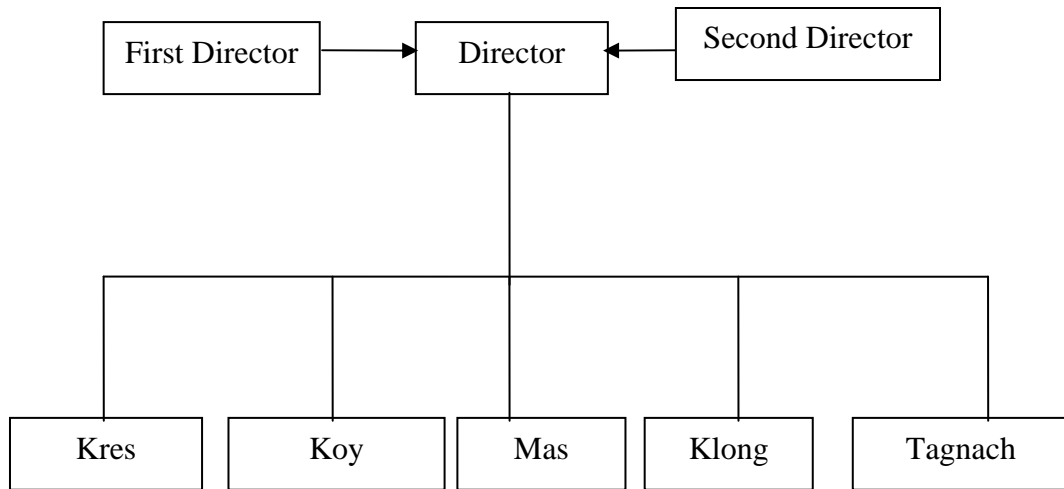 First Director
Director
Second Director
Kres
Koy
Mas
Klong
Tagnach